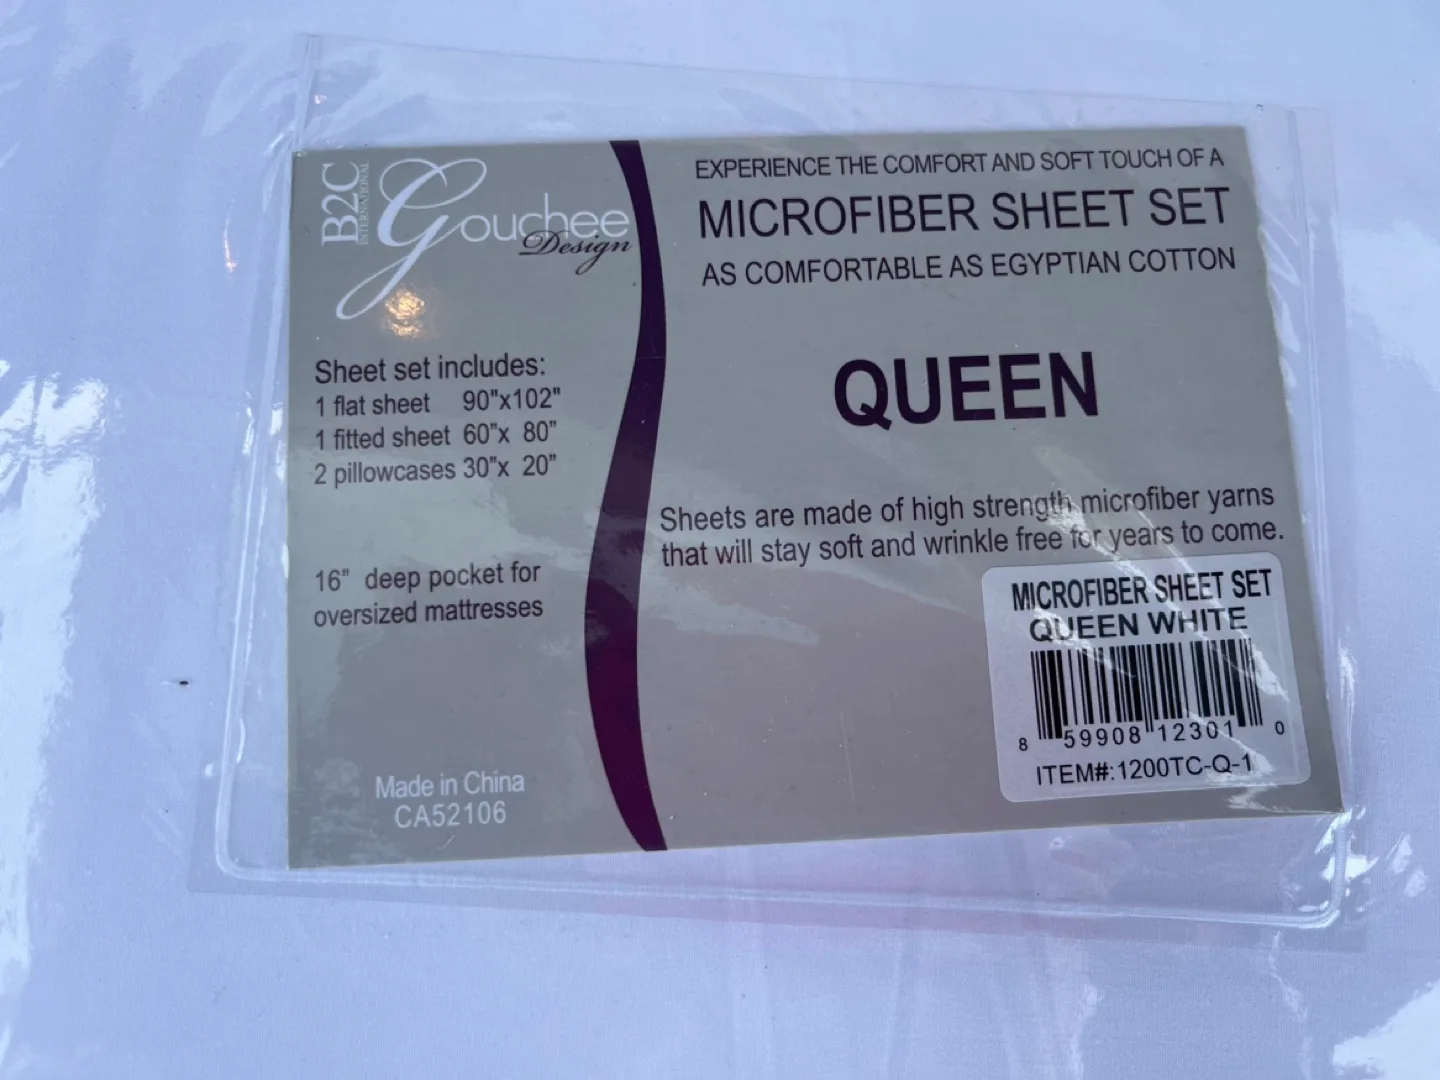 B2C
INTERNATIONAL
Gouchee
Design
Sheet set includes:
1 flat sheet 90"x102"
1 fitted sheet 60"x 80"
2 pillowcases 30"x 20"
16" deep pocket for
oversized mattresses
Made in China
CA52106
EXPERIENCE THE COMFORT AND SOFT TOUCH OF A
MICROFIBER SHEET SET
AS COMFORTABLE AS EGYPTIAN COTTON
QUEEN
Sheets are made of high strength microfiber yarns
that will stay soft and wrinkle free for years to come.
MICROFIBER SHEET SET
QUEEN WHITE
8 59908 12301 0
ITEM#:1200TC-Q-1